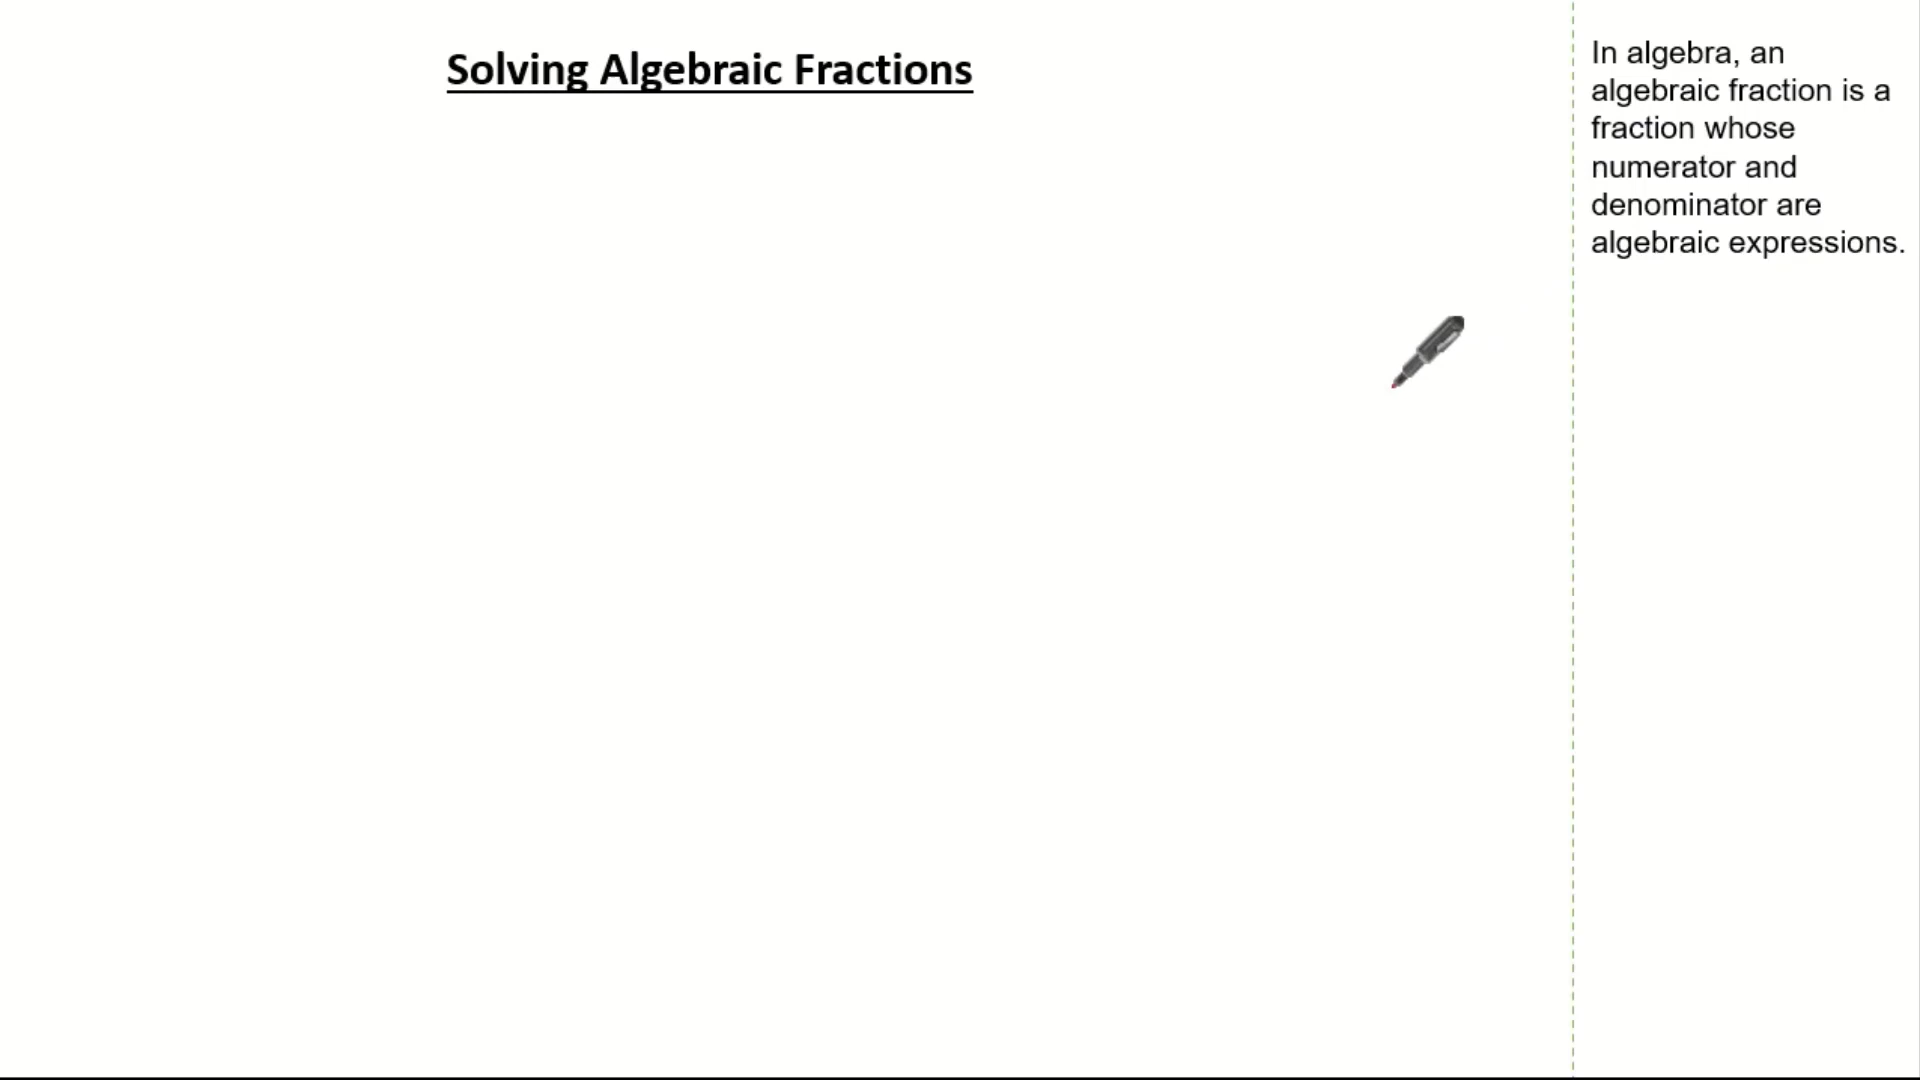 Solving Algebraic Fractions
In algebra, an
algebraic fraction is a
fraction whose
numerator and
denominator are
algebraic expressions.